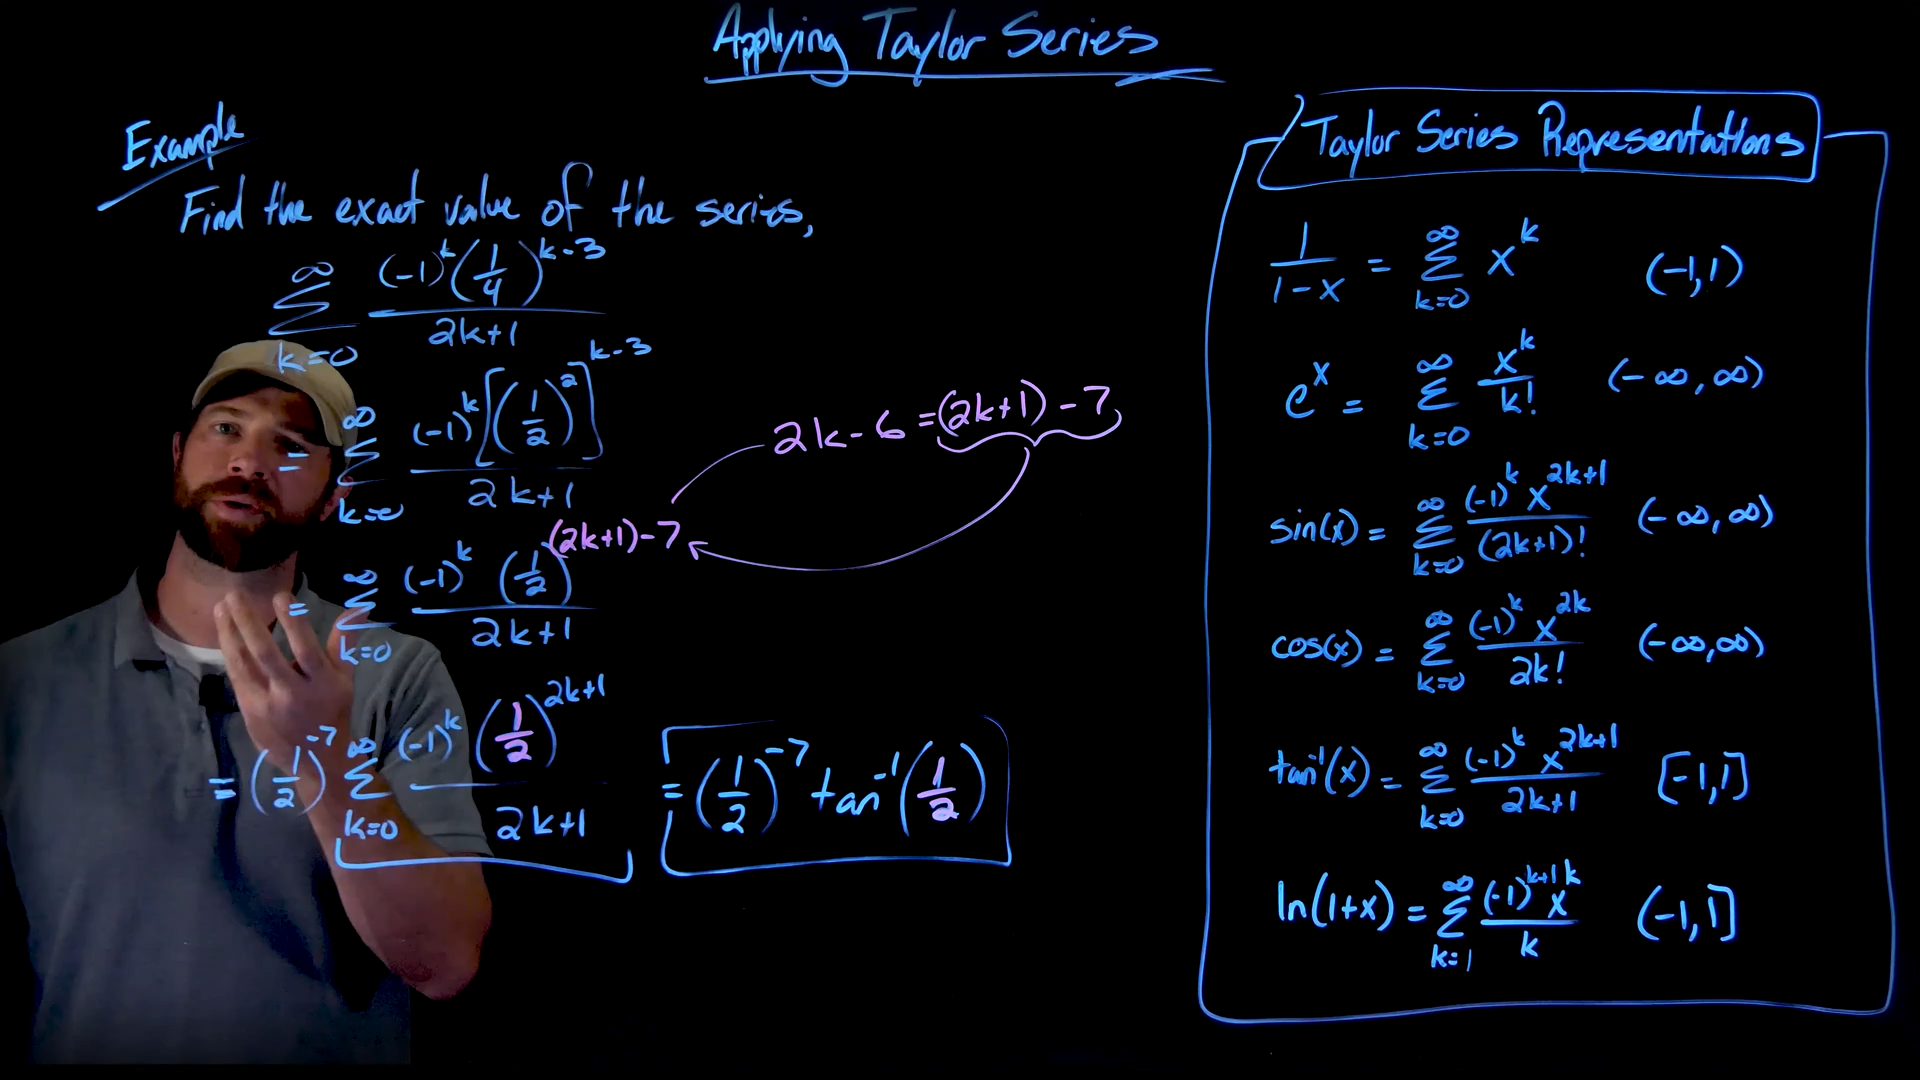 Applying Taylor Series
Example
Find the exact value of the series,
∞ Σ k=0 (-1)^k (1/4)^(k-3) / 2k+1
= ∞ Σ k=0 (-1)^k [(1/2)^2]^(k-3) / 2k+1
2k-6 = (2k+1) - 7
= ∞ Σ k=0 (-1)^k (1/2)^((2k+1)-7) / 2k+1
= (1/2)^-7 ∞ Σ k=0 (-1)^k (1/2)^(2k+1) / 2k+1
= (1/2)^-7 tan^-1 (1/2)
Taylor Series Representations
1/(1-x) = ∞ Σ k=0 x^k (-1,1)
e^x = ∞ Σ k=0 x^k / k! (-∞,∞)
sin(x) = ∞ Σ k=0 (-1)^k x^(2k+1) / (2k+1)! (-∞,∞)
cos(x) = ∞ Σ k=0 (-1)^k x^(2k) / 2k! (-∞,∞)
tan^-1(x) = ∞ Σ k=0 (-1)^k x^(2k+1) / 2k+1 [-1,1]
ln(1+x) = ∞ Σ k=1 (-1)^(k+1) x^k / k (-1,1]